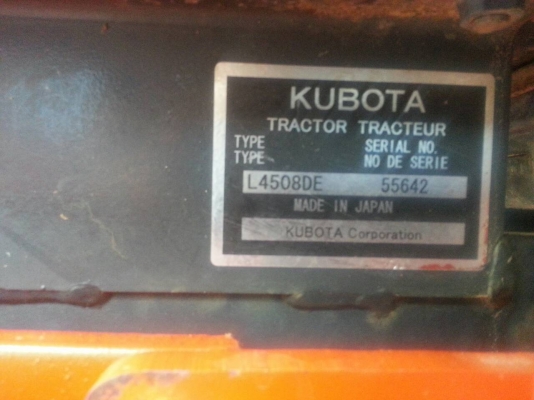 KUBOTA
TRACTOR TRACTEUR
TYPE SERIAL NO.
TYPE NO DE SERIE
L4508DE 55642
MADE IN JAPAN
KUBOTA Corporation